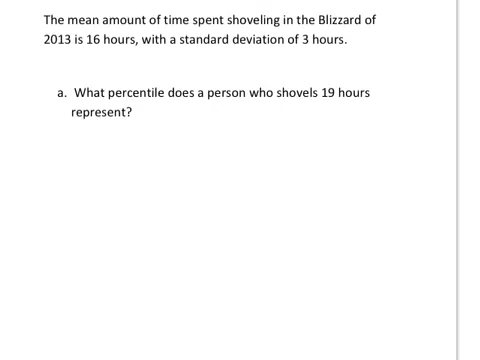 The mean amount of time spent shoveling in the Blizzard of
2013 is 16 hours, with a standard deviation of 3 hours.
a. What percentile does a person who shovels 19 hours
represent?